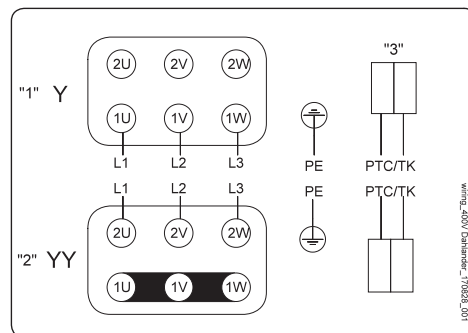 2U 2V 2W "3"
"1" Y
1U 1V 1W
L1 L2 L3 PE PTC/TK
L1 L2 L3 PE PTC/TK
2U 2V 2W
"2" YY
1U 1V 1W
wiring_400V Dahlander_170828_001